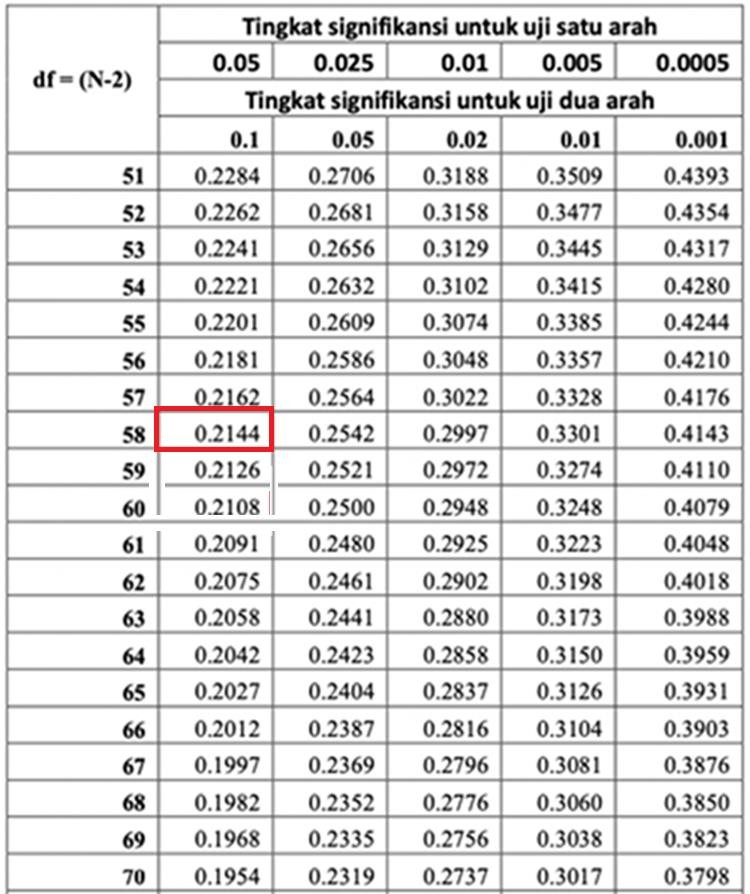 Tingkat signifikansi untuk uji satu arah
df = (N-2)
0.05 0.025 0.01 0.005 0.0005
Tingkat signifikansi untuk uji dua arah
0.1 0.05 0.02 0.01 0.001
51 0.2284 0.2706 0.3188 0.3509 0.4393
52 0.2262 0.2681 0.3158 0.3477 0.4354
53 0.2241 0.2656 0.3129 0.3445 0.4317
54 0.2221 0.2632 0.3102 0.3415 0.4280
55 0.2201 0.2609 0.3074 0.3385 0.4244
56 0.2181 0.2586 0.3048 0.3357 0.4210
57 0.2162 0.2564 0.3022 0.3328 0.4176
58 0.2144 0.2542 0.2997 0.3301 0.4143
59 0.2126 0.2521 0.2972 0.3274 0.4110
60 0.2108 0.2500 0.2948 0.3248 0.4079
61 0.2091 0.2480 0.2925 0.3223 0.4048
62 0.2075 0.2461 0.2902 0.3198 0.4018
63 0.2058 0.2441 0.2880 0.3173 0.3988
64 0.2042 0.2423 0.2858 0.3150 0.3959
65 0.2027 0.2404 0.2837 0.3126 0.3931
66 0.2012 0.2387 0.2816 0.3104 0.3903
67 0.1997 0.2369 0.2796 0.3081 0.3876
68 0.1982 0.2352 0.2776 0.3060 0.3850
69 0.1968 0.2335 0.2756 0.3038 0.3823
70 0.1954 0.2319 0.2737 0.3017 0.3798